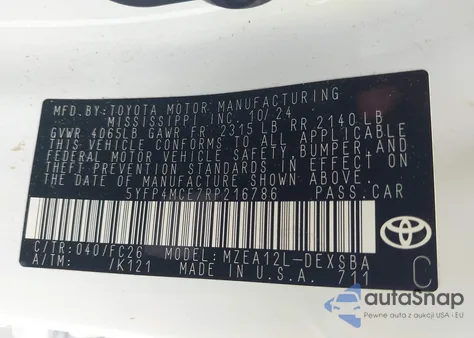 MFD.BY:TOYOTA MOTOR MANUFACTURING
MISSISSIPPI INC. 10/24
GVWR 4065LB GAWR FR 2315 LB RR 2140 LB
THIS VEHICLE CONFORMS TO ALL APPLICABLE
FEDERAL MOTOR VEHICLE SAFETY, BUMPER, AND
THEFT PREVENTION STANDARDS IN EFFECT ON
THE DATE OF MANUFACTURE SHOWN ABOVE.
5YFP4MCE7RP216786 PASS.CAR
C/TR:040/FC26 MODEL:MZEA12L-DEXSBA
A/TM: /K121 MADE IN U.S.A. 711
C
autoSnap
Pewne auto z USA - EU